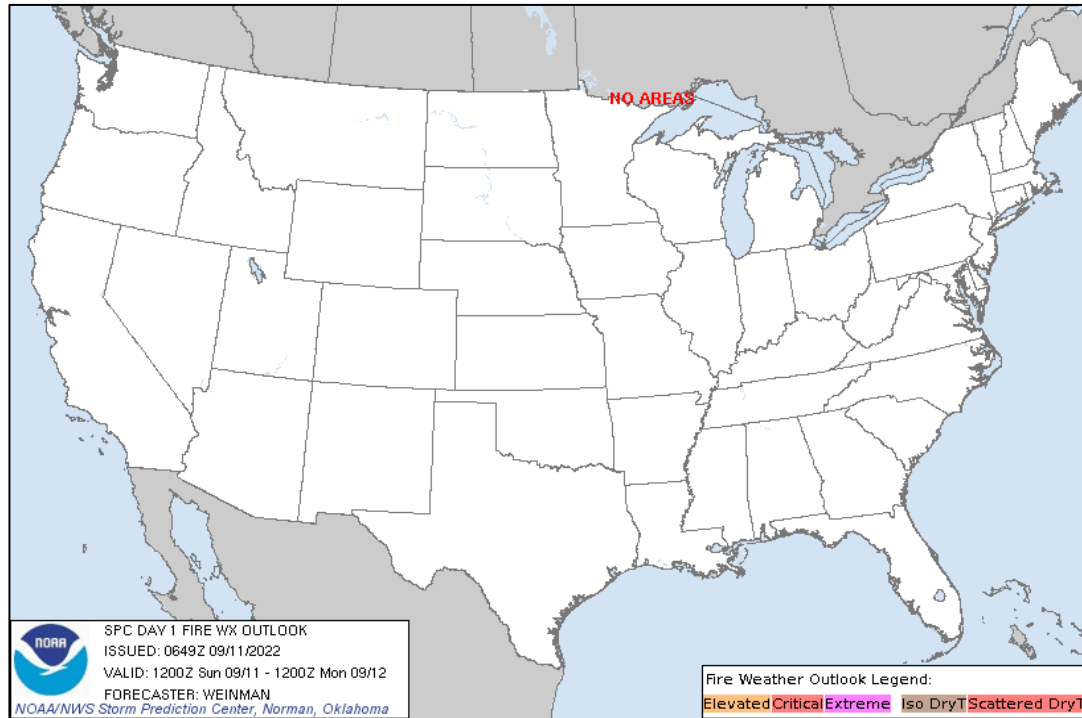 NO AREAS
NOAA
SPC DAY 1 FIRE WX OUTLOOK
ISSUED: 0649Z 09/11/2022
VALID: 1200Z Sun 09/11 - 1200Z Mon 09/12
FORECASTER: WEINMAN
NOAA/NWS Storm Prediction Center, Norman, Oklahoma
Fire Weather Outlook Legend:
Elevated Critical Extreme Iso DryT Scattered DryT